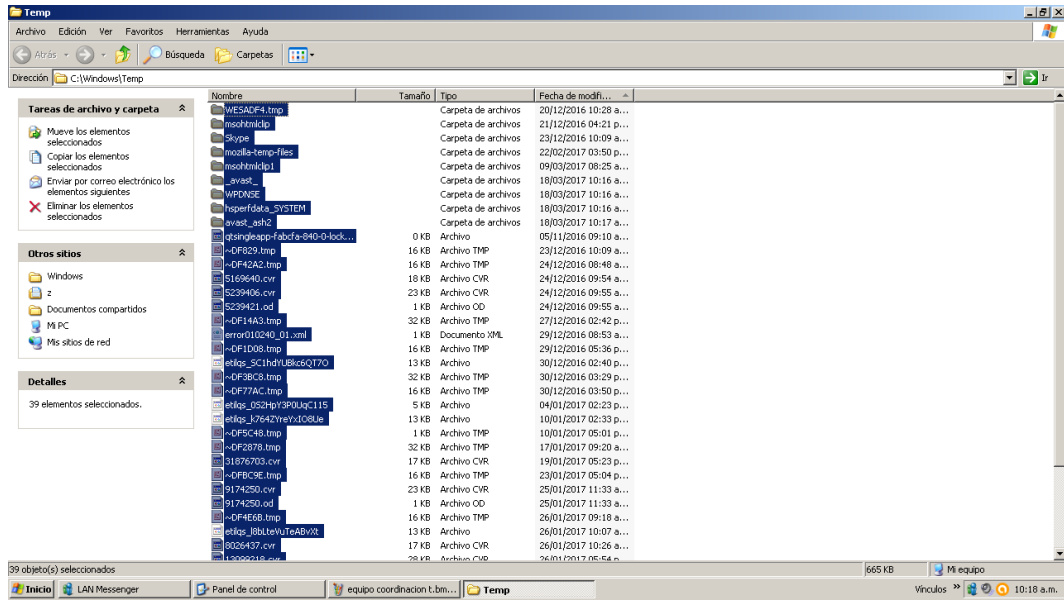 Temp
Archivo Edición Ver Favoritos Herramientas Ayuda
Atrás Búsqueda Carpetas
Dirección C:\Windows\Temp Ir
Tareas de archivo y carpeta
Mueve los elementos
seleccionados
Copiar los elementos
seleccionados
Enviar por correo electrónico los
elementos siguientes
Eliminar los elementos
seleccionados
Otros sitios
Windows
z
Documentos compartidos
Mi PC
Mis sitios de red
Detalles
39 elementos seleccionados.
Nombre Tamaño Tipo Fecha de modifi...
WESADF4.tmp Carpeta de archivos 20/12/2016 10:28 a...
msohtmlclip Carpeta de archivos 21/12/2016 04:21 p...
Skype Carpeta de archivos 23/12/2016 10:09 a...
mozilla-temp-files Carpeta de archivos 22/02/2017 03:50 p...
msohtmlclip1 Carpeta de archivos 09/03/2017 08:25 a...
_avast_ Carpeta de archivos 18/03/2017 10:16 a...
WPDNSE Carpeta de archivos 18/03/2017 10:16 a...
hsperfdata_SYSTEM Carpeta de archivos 18/03/2017 10:16 a...
avast_ash2 Carpeta de archivos 18/03/2017 10:17 a...
qtsingleapp-fabcfa-840-0-lock... 0 KB Archivo 05/11/2016 09:10 a...
~DF829.tmp 16 KB Archivo TMP 23/12/2016 10:09 a...
~DF42A2.tmp 16 KB Archivo TMP 24/12/2016 08:48 a...
5169640.cvr 18 KB Archivo CVR 24/12/2016 09:54 a...
5239406.cvr 23 KB Archivo CVR 24/12/2016 09:55 a...
5239421.od 1 KB Archivo OD 24/12/2016 09:55 a...
~DF14A3.tmp 32 KB Archivo TMP 27/12/2016 02:42 p...
error010240_01.xml 1 KB Documento XML 29/12/2016 08:53 a...
~DF1D08.tmp 16 KB Archivo TMP 29/12/2016 05:36 p...
etilqs_SC1hdYUBkc6QT7O 13 KB Archivo 30/12/2016 02:40 p...
~DF3BC8.tmp 32 KB Archivo TMP 30/12/2016 03:29 p...
~DF77AC.tmp 16 KB Archivo TMP 30/12/2016 03:50 p...
etilqs_0S2HpY3P0UqC115 5 KB Archivo 04/01/2017 02:23 p...
etilqs_k764ZYreYxIO8Ue 13 KB Archivo 10/01/2017 02:33 p...
~DF5C48.tmp 1 KB Archivo TMP 10/01/2017 05:01 p...
~DF2878.tmp 32 KB Archivo TMP 17/01/2017 09:20 a...
31876703.cvr 17 KB Archivo CVR 19/01/2017 05:23 p...
~DFBC9E.tmp 16 KB Archivo TMP 23/01/2017 05:04 p...
9174250.cvr 23 KB Archivo CVR 25/01/2017 11:33 a...
9174250.od 1 KB Archivo OD 25/01/2017 11:33 a...
~DF4E6B.tmp 16 KB Archivo TMP 26/01/2017 09:18 a...
etilqs_l8bLteVuTeABvXt 13 KB Archivo 26/01/2017 10:07 a...
8026437.cvr 17 KB Archivo CVR 26/01/2017 10:26 a...
13099218.cvr 28 KB Archivo CVR 26/01/2017 05:54 p...
39 objeto(s) seleccionados 665 KB Mi equipo
Inicio LAN Messenger Panel de control equipo coordinacion t.bm... Temp Vínculos » 10:18 a.m.